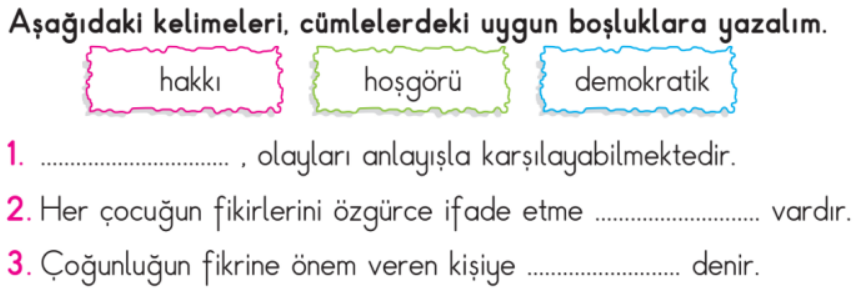 Aşağıdaki kelimeleri, cümlelerdeki uygun boşluklara yazalım.
hakkı hoşgörü demokratik
1. ................................ , olayları anlayışla karşılayabilmektedir.
2. Her çocuğun fikirlerini özgürce ifade etme ............................ vardır.
3. Çoğunluğun fikrine önem veren kişiye .......................... denir.